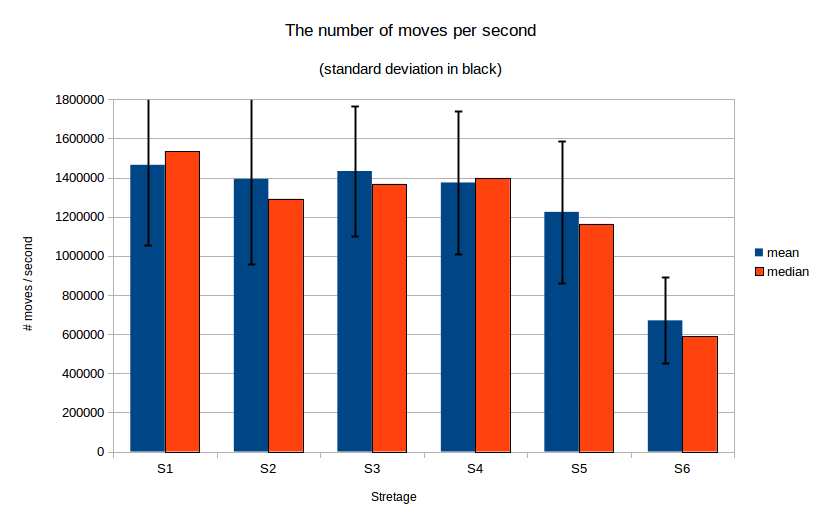 The number of moves per second
(standard deviation in black)
1800000
1600000
1400000
1200000
1000000
800000
600000
400000
200000
0
# moves / second
S1 S2 S3 S4 S5 S6
Stretage
mean
median